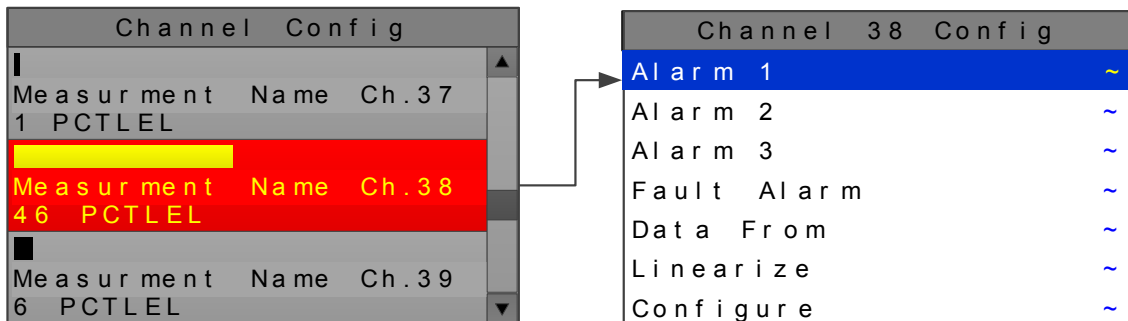 Channel Config
Measurment Name Ch.37
1 PCTLEL
Measurment Name Ch.38
46 PCTLEL
Measurment Name Ch.39
6 PCTLEL
Channel 38 Config
Alarm 1 ~
Alarm 2 ~
Alarm 3 ~
Fault Alarm ~
Data From ~
Linearize ~
Configure ~